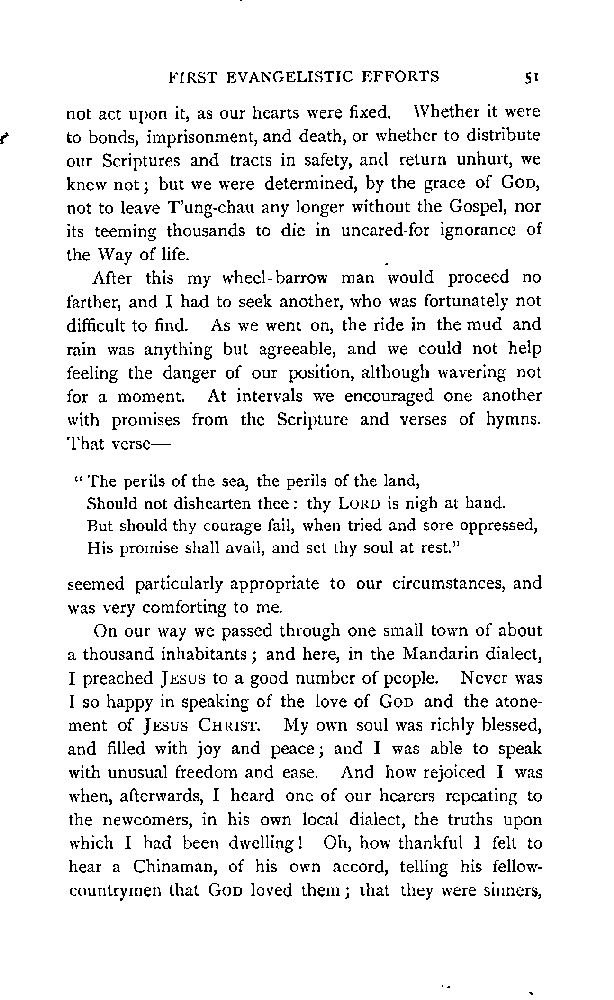 FIRST EVANGELISTIC EFFORTS 51
not act upon it, as our hearts were fixed. Whether it were
to bonds, imprisonment, and death, or whether to distribute
our Scriptures and tracts in safety, and return unhurt, we
knew not; but we were determined, by the grace of GOD,
not to leave T'ung-chau any longer without the Gospel, nor
its teeming thousands to die in uncared-for ignorance of
the Way of life.
After this my wheel-barrow man would proceed no
farther, and I had to seek another, who was fortunately not
difficult to find. As we went on, the ride in the mud and
rain was anything but agreeable, and we could not help
feeling the danger of our position, although wavering not
for a moment. At intervals we encouraged one another
with promises from the Scripture and verses of hymns.
That verse—
“The perils of the sea, the perils of the land,
Should not dishearten thee: thy LORD is nigh at hand.
But should thy courage fail, when tried and sore oppressed,
His promise shall avail, and set thy soul at rest.”
seemed particularly appropriate to our circumstances, and
was very comforting to me.
On our way we passed through one small town of about
a thousand inhabitants; and here, in the Mandarin dialect,
I preached JESUS to a good number of people. Never was
I so happy in speaking of the love of GOD and the atone-
ment of JESUS CHRIST. My own soul was richly blessed,
and filled with joy and peace; and I was able to speak
with unusual freedom and ease. And how rejoiced I was
when, afterwards, I heard one of our hearers repeating to
the newcomers, in his own local dialect, the truths upon
which I had been dwelling! Oh, how thankful I felt to
hear a Chinaman, of his own accord, telling his fellow-
countrymen that GOD loved them; that they were sinners,